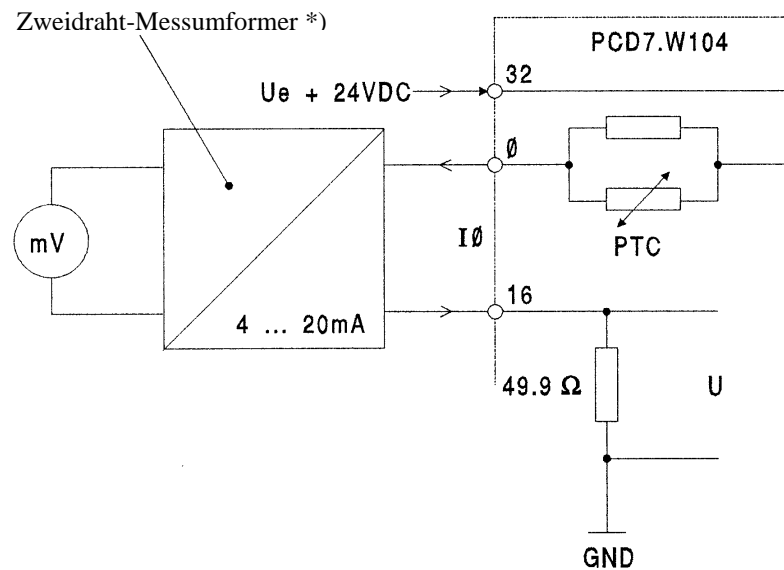 Zweidraht-Messumformer *)
PCD7.W104
Ue + 24VDC
32
Ø
mV
PTC
IØ
16
4 ... 20mA
49.9 Ω
U
GND